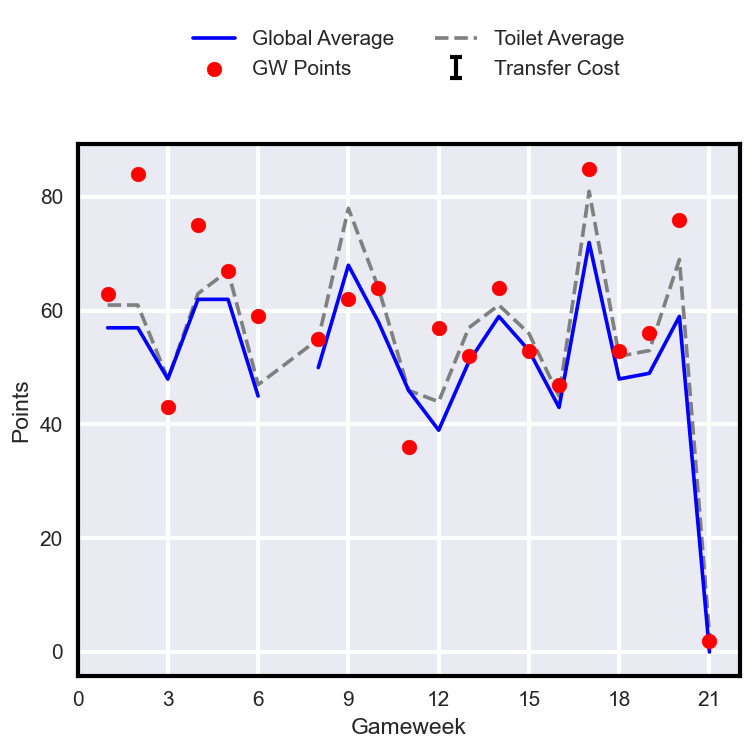 Global Average
Toilet Average
GW Points
Transfer Cost
80
60
40
20
0
Points
0 3 6 9 12 15 18 21
Gameweek